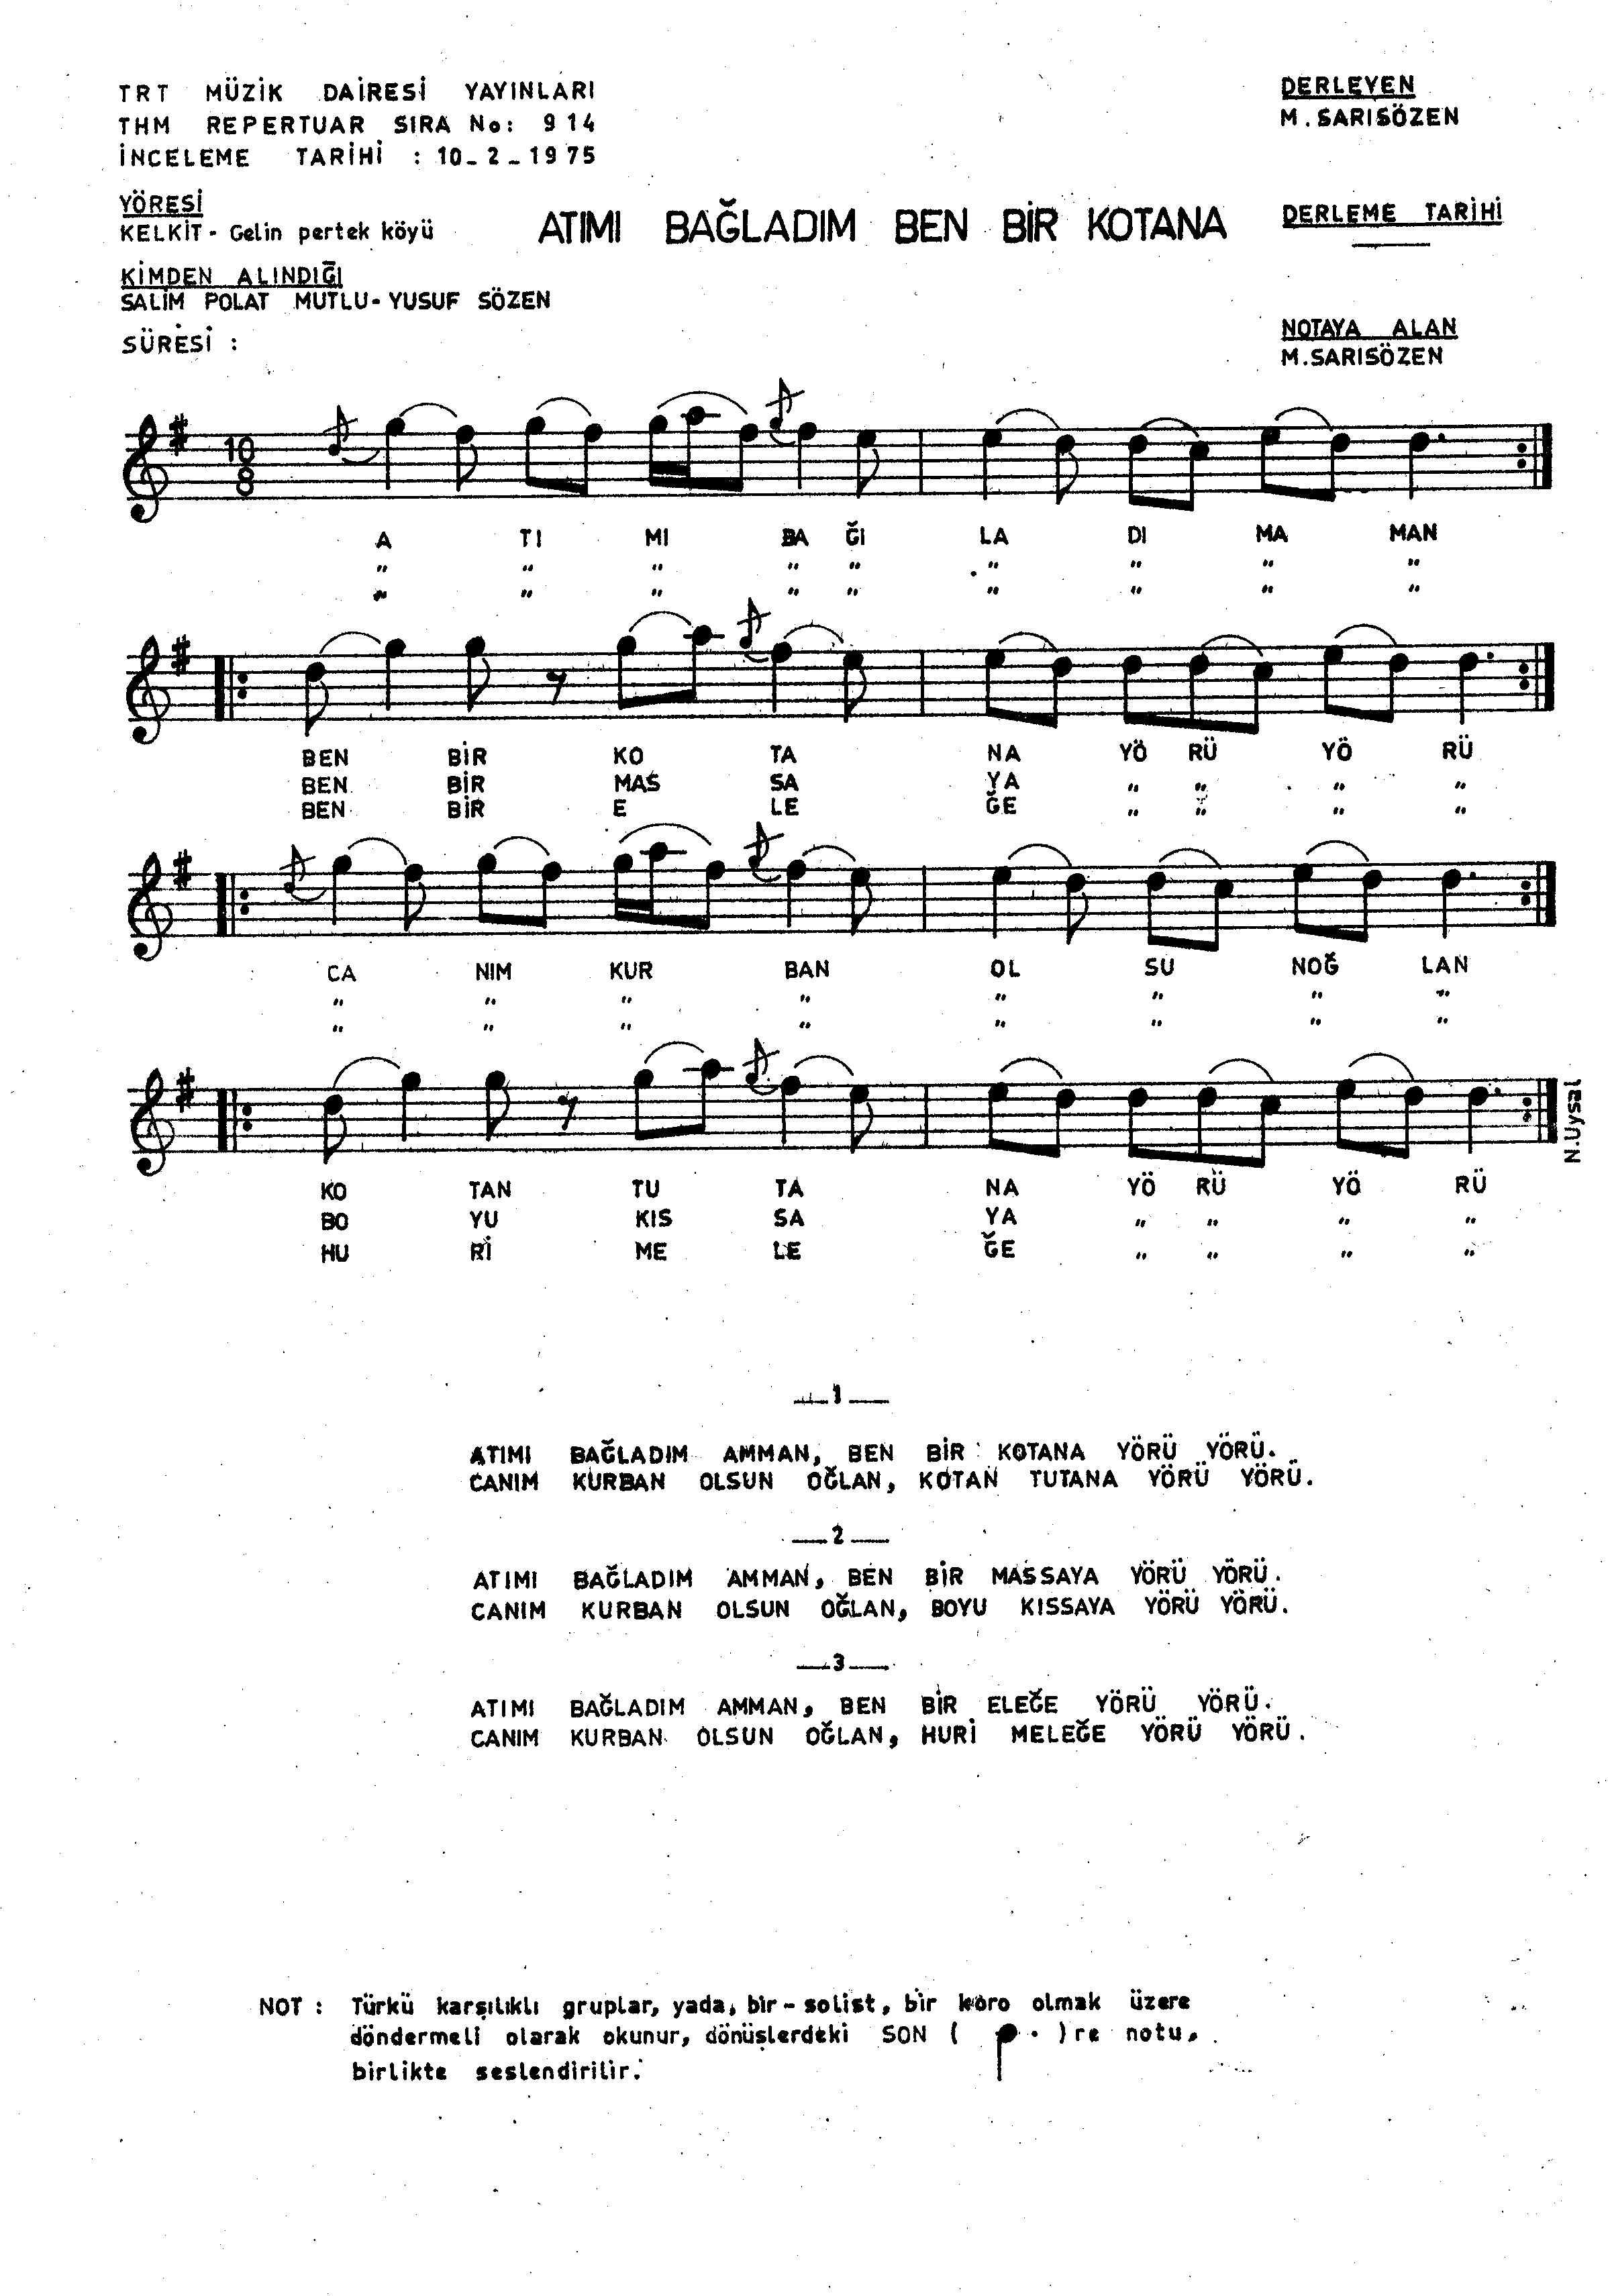 TRT MÜZİK DAİRESİ YAYINLARI
THM REPERTUAR SIRA No: 914
İNCELEME TARİHİ : 10_2_1975
DERLEYEN
M.SARISÖZEN
YÖRESİ
KELKİT- Gelin pertek köyü
ATIMI BAĞLADIM BEN BİR KOTANA
DERLEME TARİHİ
KİMDEN ALINDIĞI
SALİM POLAT MUTLU-YUSUF SÖZEN
SÜRESİ :
NOTAYA ALAN
M.SARISÖZEN
10
8
A TI MI BA ĞI LA DI MA MAN
" " " " " " " " "
" " " " " " " " "
BEN BİR KO TA NA YÖ RÜ YÖ RÜ
BEN BİR MAS SA YA " " " "
BEN BİR E LE ĞE " " " "
CA NIM KUR BAN OL SU NOĞ LAN
" " " " " " " "
" " " " " " " "
N.Uysal
KO TAN TU TA NA YÖ RÜ YÖ RÜ
BO YU KIS SA YA " " " "
HU Rİ ME LE ĞE " " " "
__1__
ATIMI BAĞLADIM AMMAN, BEN BİR KOTANA YÖRÜ YÖRÜ.
CANIM KURBAN OLSUN OĞLAN, KOTAN TUTANA YÖRÜ YÖRÜ.
__2__
ATIMI BAĞLADIM AMMAN, BEN BİR MASSAYA YÖRÜ YÖRÜ.
CANIM KURBAN OLSUN OĞLAN, BOYU KISSAYA YÖRÜ YÖRÜ.
__3__
ATIMI BAĞLADIM AMMAN, BEN BİR ELEĞE YÖRÜ YÖRÜ.
CANIM KURBAN OLSUN OĞLAN, HURİ MELEĞE YÖRÜ YÖRÜ.
NOT : Türkü karşılıklı gruplar, yada, bir-solist, bir koro olmak üzere
döndermeli olarak okunur, dönüşlerdeki SON ( . )re notu,
birlikte seslendirilir.